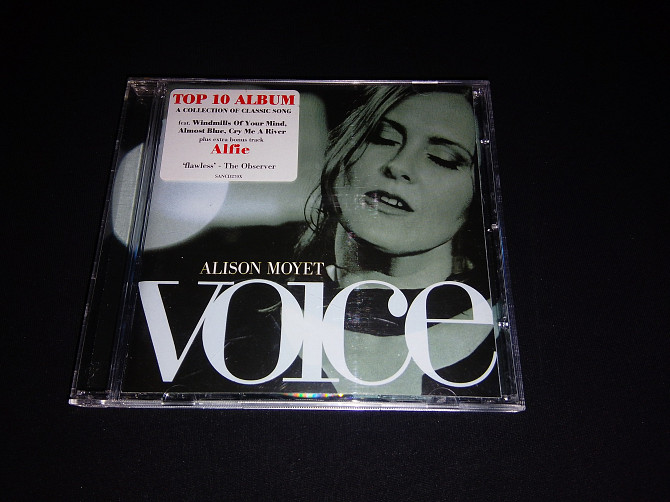 TOP 10 ALBUM
A COLLECTION OF CLASSIC SONG
feat. Windmills Of Your Mind,
Almost Blue, Cry Me A River
plus extra bonus track
Alfie
'flawless' - The Observer
SANCD270X
ALISON MOYET
VOICE